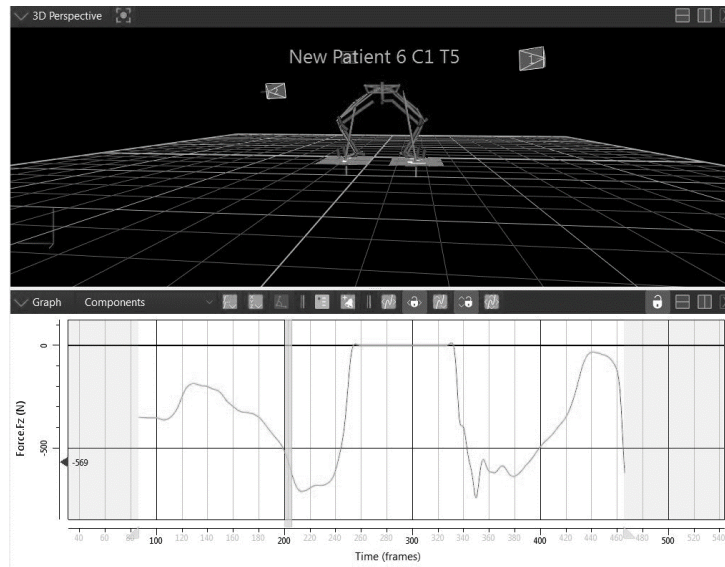 3D Perspective
New Patient 6 C1 T5
Graph Components
0
-500
-569
Force.Fz (N)
40 60 80 100 120 140 160 180 200 220 240 260 280 300 320 340 360 380 400 420 440 460 480 500 520 540
Time (frames)